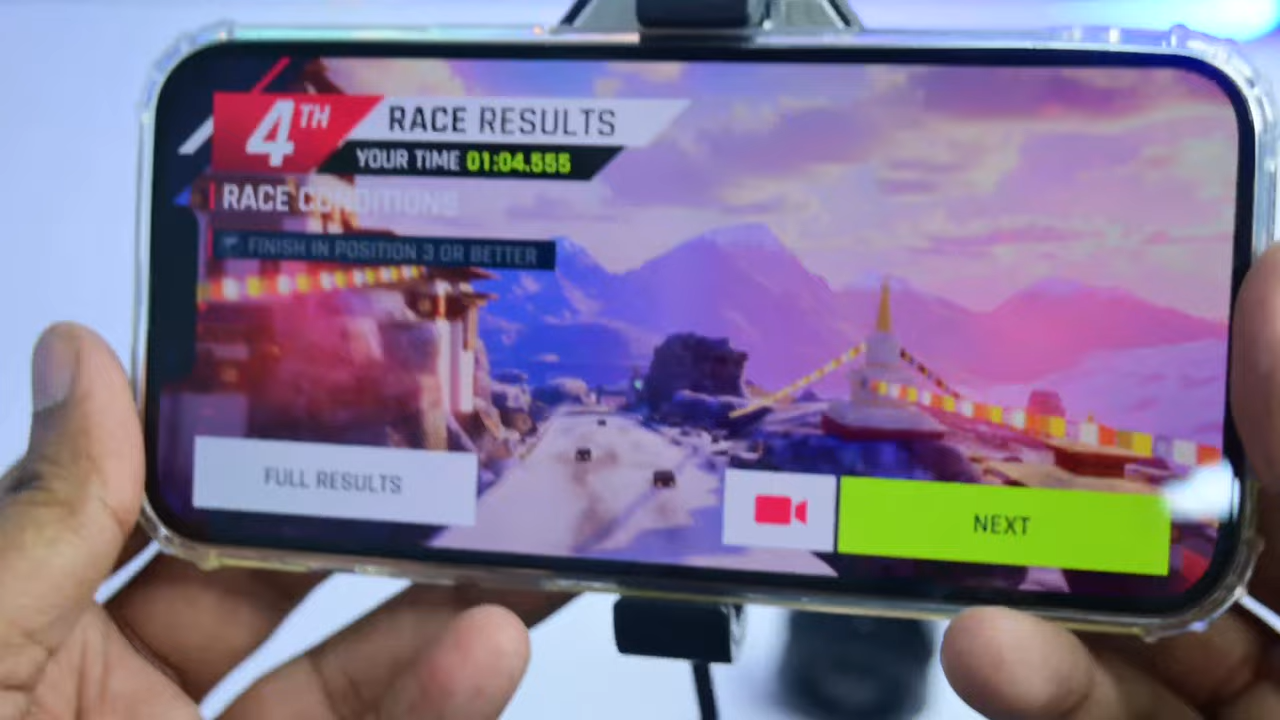 4TH
RACE RESULTS
YOUR TIME 01:04.555
RACE CONDITIONS
FINISH IN POSITION 3 OR BETTER
FULL RESULTS
NEXT